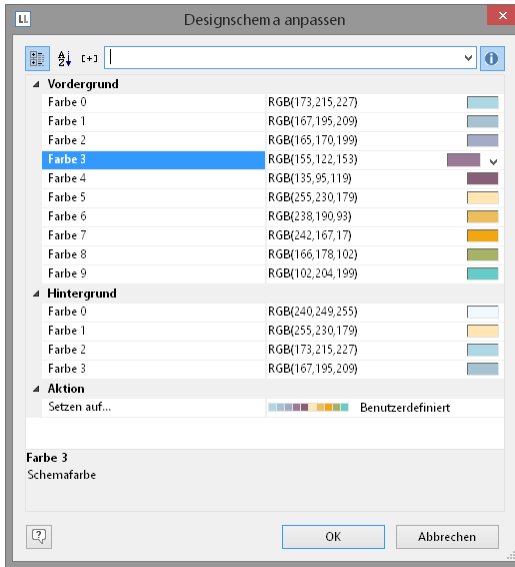 LL Designschema anpassen
A Z [+]
Vordergrund
Farbe 0 RGB(173,215,227)
Farbe 1 RGB(167,195,209)
Farbe 2 RGB(165,170,199)
Farbe 3 RGB(155,122,153)
Farbe 4 RGB(135,95,119)
Farbe 5 RGB(255,230,179)
Farbe 6 RGB(238,190,93)
Farbe 7 RGB(242,167,17)
Farbe 8 RGB(166,178,102)
Farbe 9 RGB(102,204,199)
Hintergrund
Farbe 0 RGB(240,249,255)
Farbe 1 RGB(255,230,179)
Farbe 2 RGB(173,215,227)
Farbe 3 RGB(167,195,209)
Aktion
Setzen auf... Benutzerdefiniert
Farbe 3
Schemafarbe
? OK Abbrechen